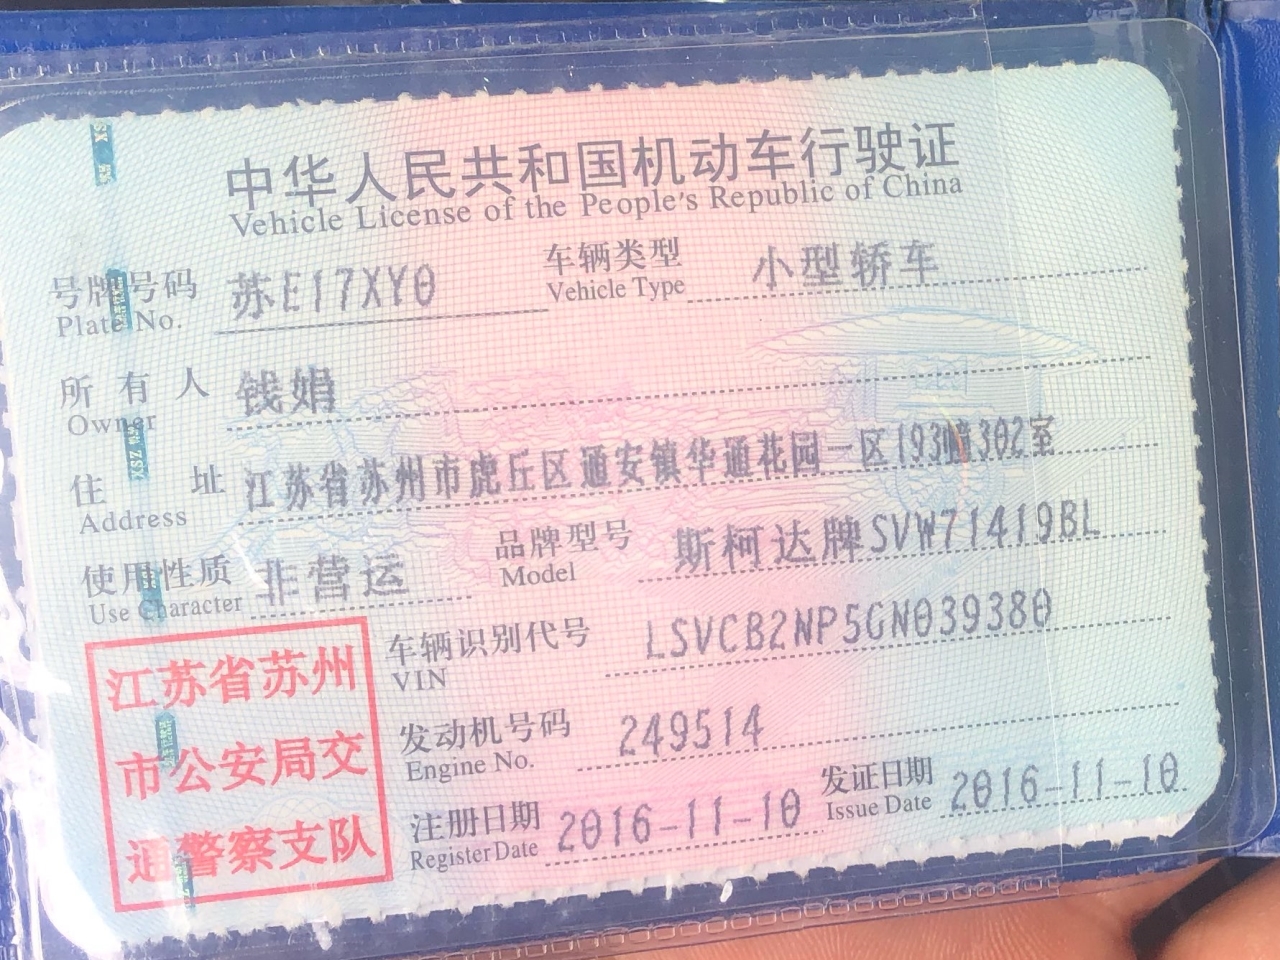 中华人民共和国机动车行驶证
Vehicle License of the People's Republic of China
号牌号码 苏E17XY0 车辆类型 小型轿车
Plate No. Vehicle Type
所有人 钱娟
Owner
住址 江苏省苏州市虎丘区通安镇华通花园一区193幢302室
Address
使用性质 非营运 品牌型号 斯柯达牌SVW71419BL
Use Character Model
车辆识别代号 LSVCB2NP5GN039380
VIN
发动机号码 249514
Engine No.
注册日期 2016-11-10 发证日期 2016-11-10
Register Date Issue Date
江苏省苏州
市公安局交
通警察支队